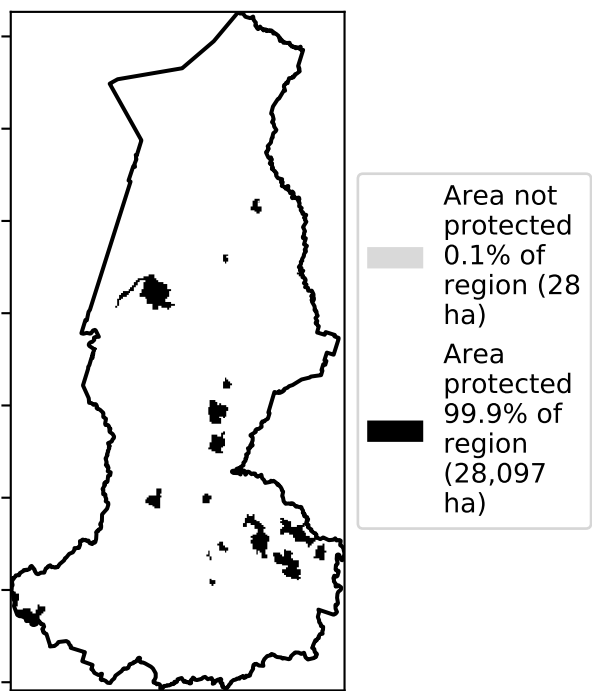 Area not
protected
0.1% of
region (28
ha)
Area
protected
99.9% of
region
(28,097
ha)